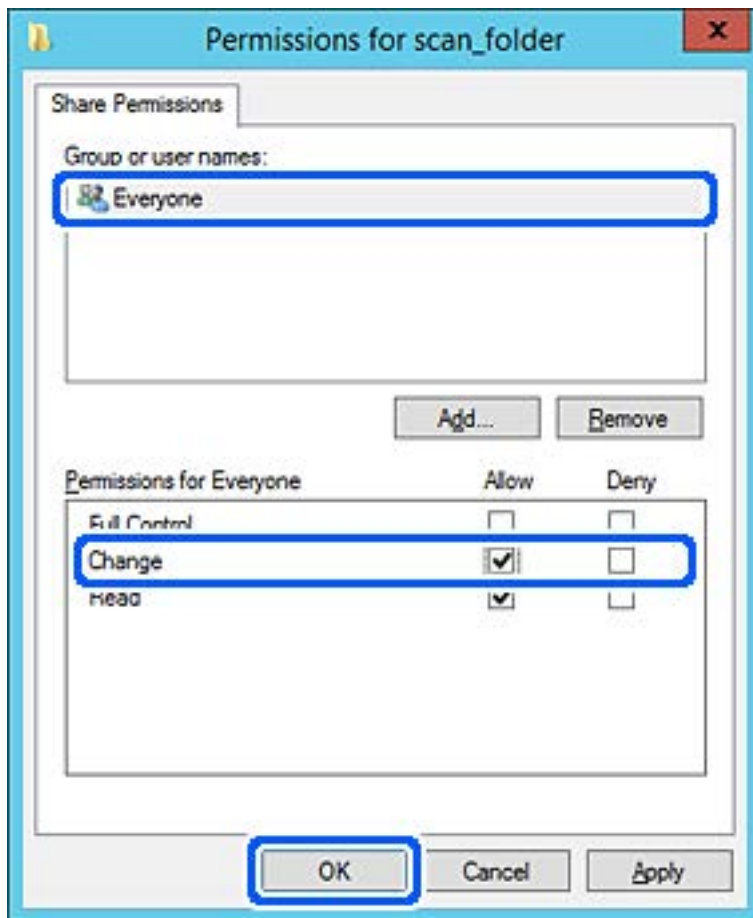 Permissions for scan_folder
x
Share Permissions
Group or user names:
Everyone
Add... Remove
Permissions for Everyone Allow Deny
Full Control
Change
Read
OK Cancel Apply